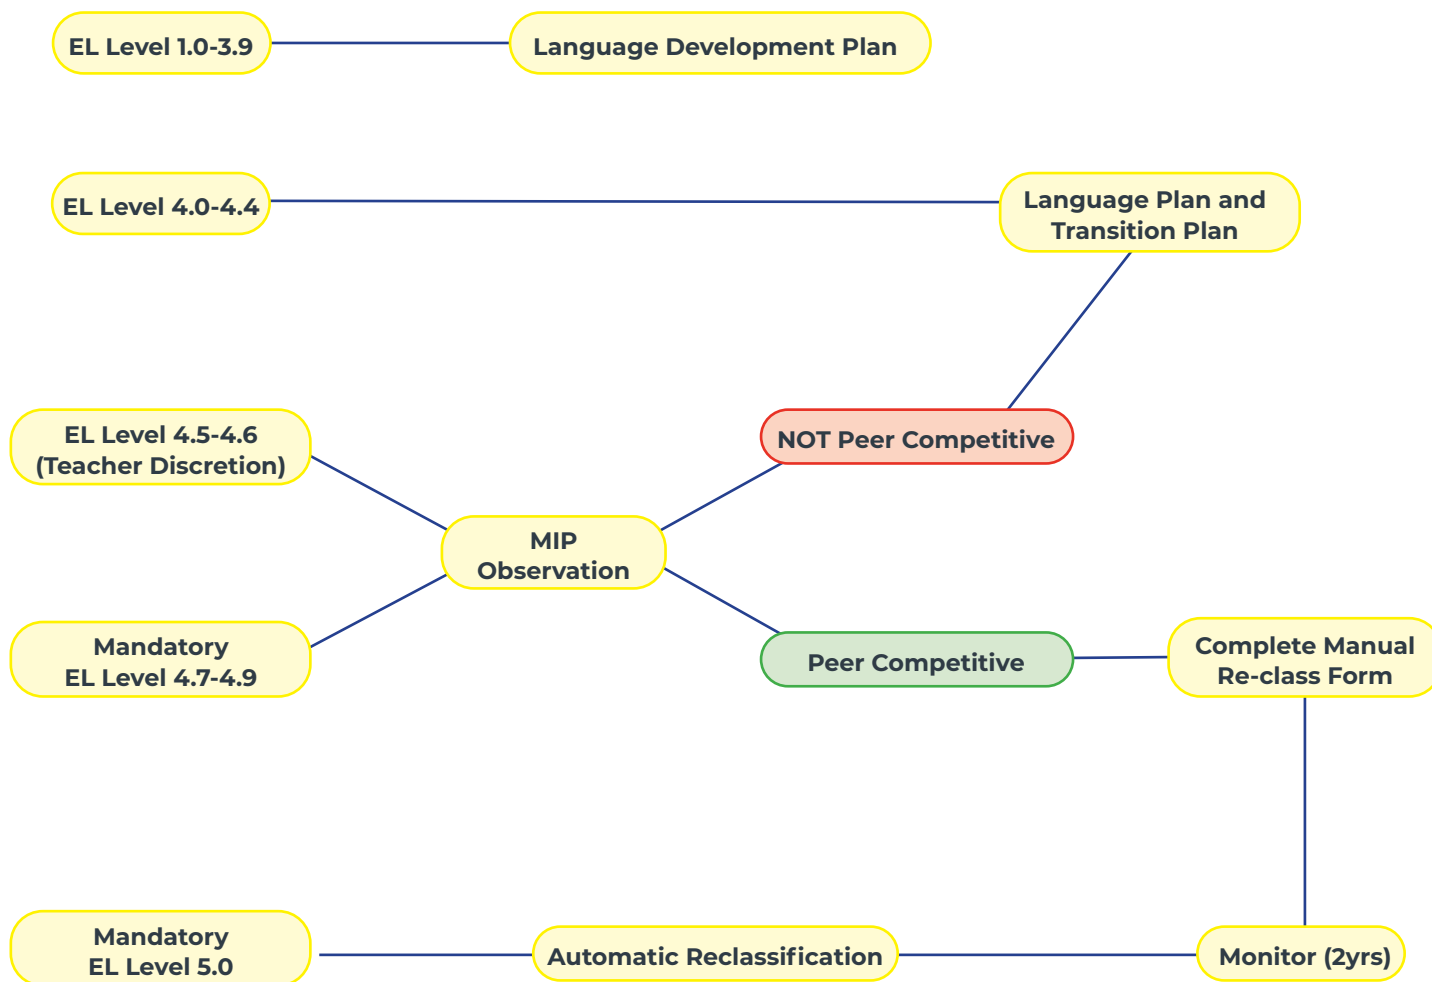 EL Level 1.0-3.9
Language Development Plan
EL Level 4.0-4.4
Language Plan and
Transition Plan
EL Level 4.5-4.6
(Teacher Discretion)
NOT Peer Competitive
MIP
Observation
Mandatory
EL Level 4.7-4.9
Peer Competitive
Complete Manual
Re-class Form
Mandatory
EL Level 5.0
Automatic Reclassification
Monitor (2yrs)